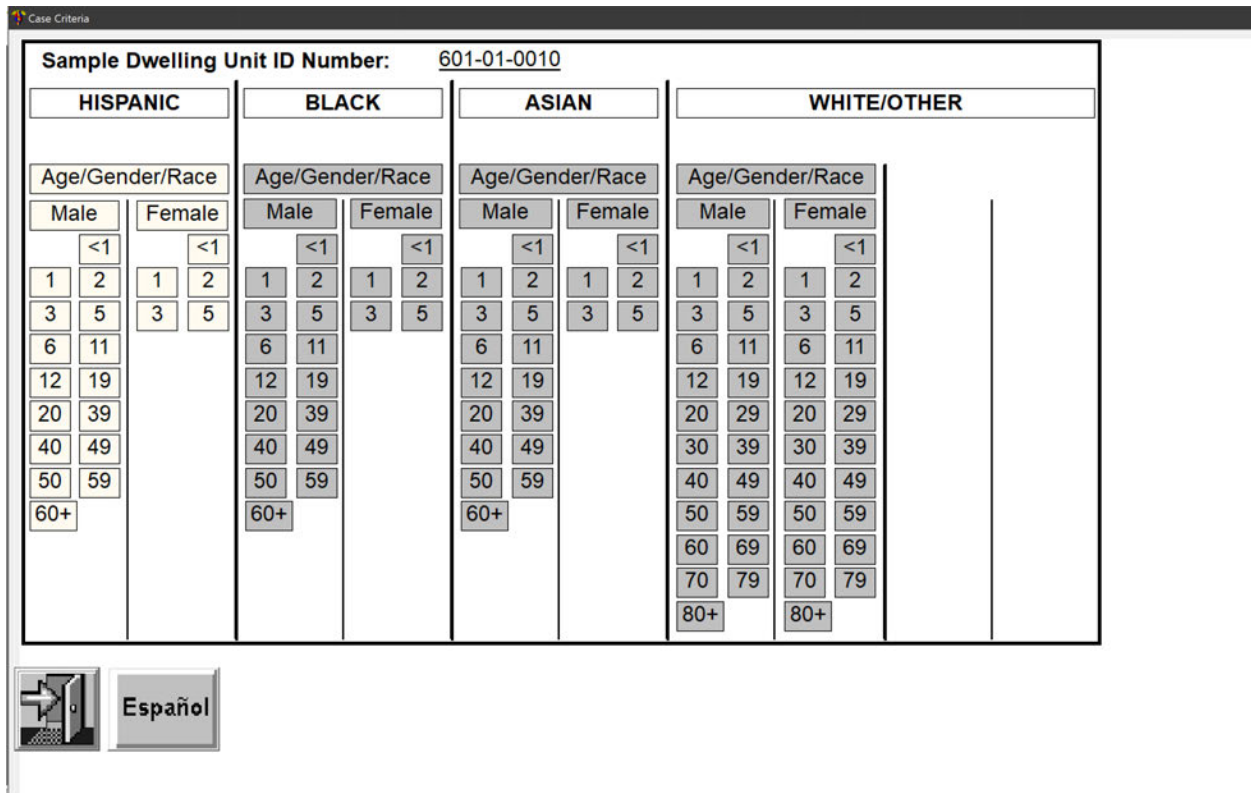 Case Criteria
Sample Dwelling Unit ID Number: 601-01-0010
HISPANIC BLACK ASIAN WHITE/OTHER
Age/Gender/Race Age/Gender/Race Age/Gender/Race Age/Gender/Race
Male Female Male Female Male Female Male Female
<1 <1 <1 <1 <1 <1 <1 <1
1 2 1 2 1 2 1 2 1 2 1 2 1 2 1 2
3 5 3 5 3 5 3 5 3 5 3 5 3 5 3 5
6 11 6 11 6 11 6 11 6 11
12 19 12 19 12 19 12 19 12 19
20 39 20 39 20 39 20 29 20 29
40 49 40 49 40 49 30 39 30 39
50 59 50 59 50 59 40 49 40 49
60+ 60+ 60+ 50 59 50 59
60 69 60 69
70 79 70 79
80+ 80+
Español